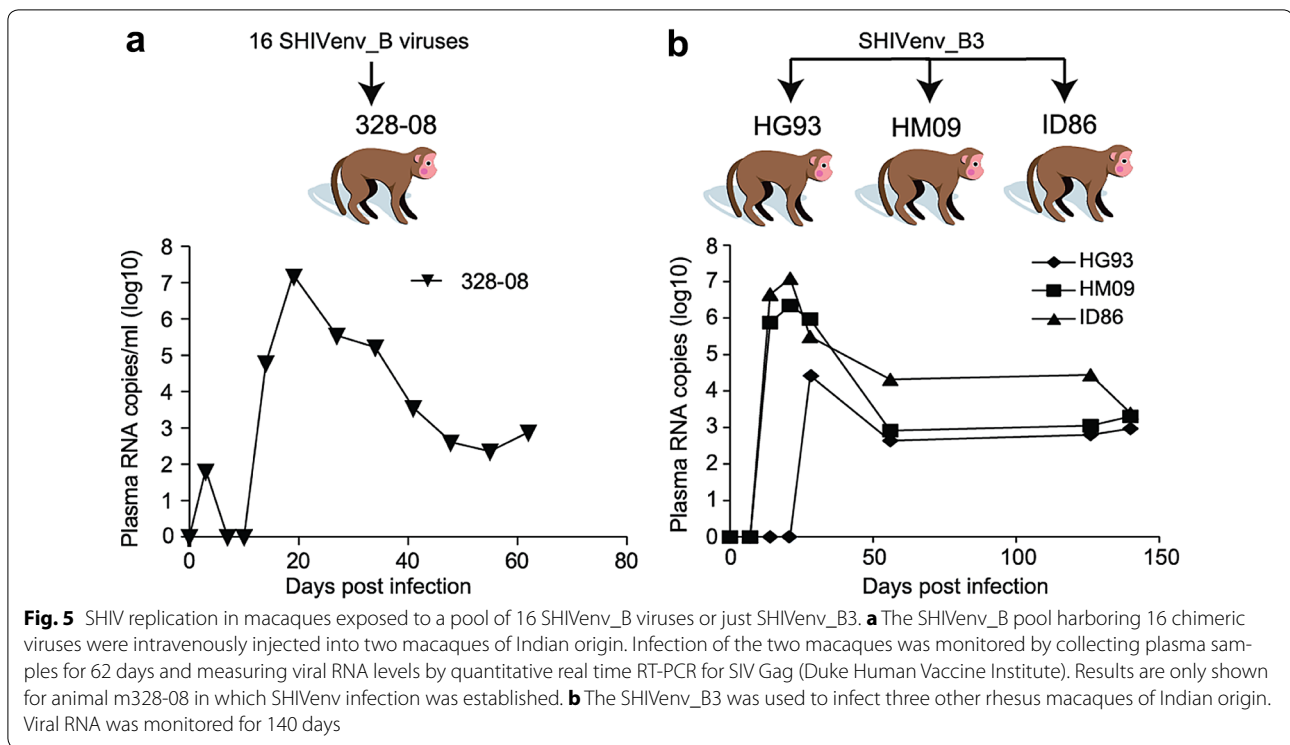 a
16 SHIVenv_B viruses
328-08
8
7
6
5
4
3
2
1
0
Plasma RNA copies/ml (log10)
328-08
0
20
40
60
80
Days post infection
b
SHIVenv_B3
HG93
HM09
ID86
8
7
6
5
4
3
2
1
0
Plasma RNA copies (log10)
HG93
HM09
ID86
0
50
100
150
Days post infection
Fig. 5 SHIV replication in macaques exposed to a pool of 16 SHIVenv_B viruses or just SHIVenv_B3. a The SHIVenv_B pool harboring 16 chimeric
viruses were intravenously injected into two macaques of Indian origin. Infection of the two macaques was monitored by collecting plasma sam-
ples for 62 days and measuring viral RNA levels by quantitative real time RT-PCR for SIV Gag (Duke Human Vaccine Institute). Results are only shown
for animal m328-08 in which SHIVenv infection was established. b The SHIVenv_B3 was used to infect three other rhesus macaques of Indian origin.
Viral RNA was monitored for 140 days